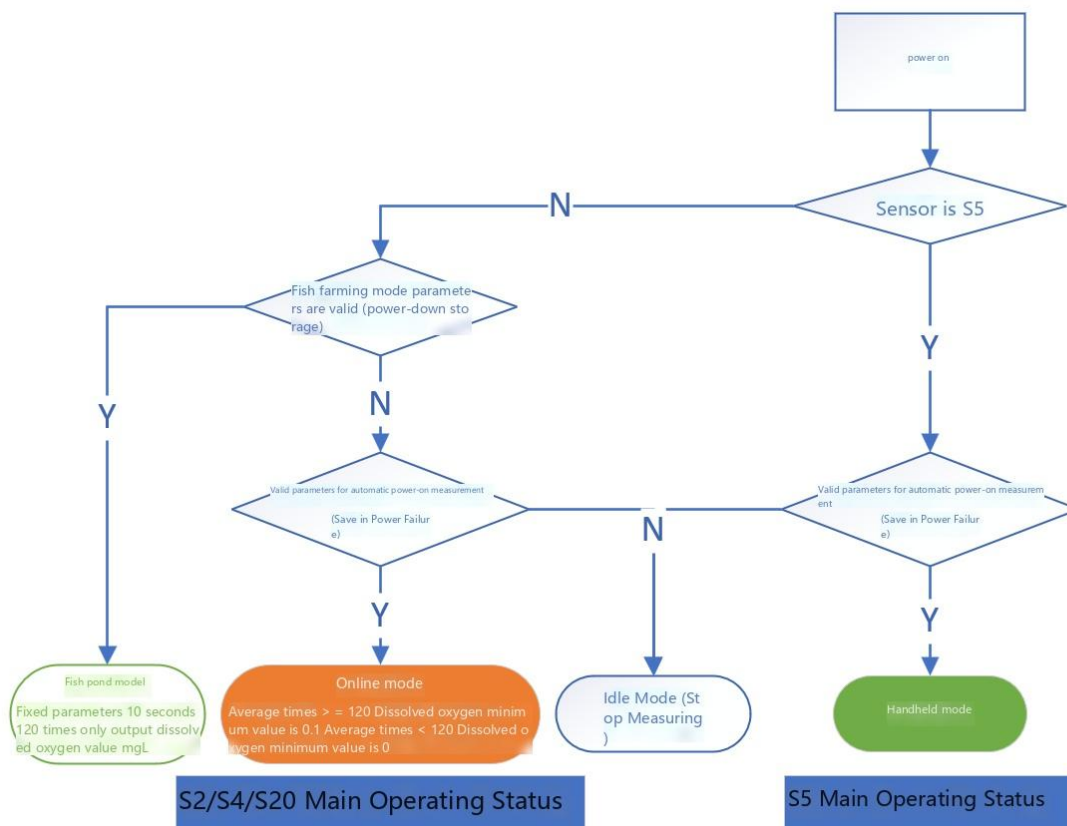 power on
Sensor is S5
N
Fish farming mode paramete
rs are valid (power-down sto
rage)
Y
N
Y
Valid parameters for automatic power-on measurement
(Save in Power Failur
e)
N
Valid parameters for automatic power-on measurem
ent
(Save in Power Failur
e)
Y
Y
Fish pond model
Fixed parameters 10 seconds
120 times only output dissolv
ed oxygen value mgL
Online mode
Average times > = 120 Dissolved oxygen minim
um value is 0.1 Average times < 120 Dissolved o
xygen minimum value is 0
Idle Mode (St
op Measuring
)
Handheld mode
S2/S4/S20 Main Operating Status
S5 Main Operating Status